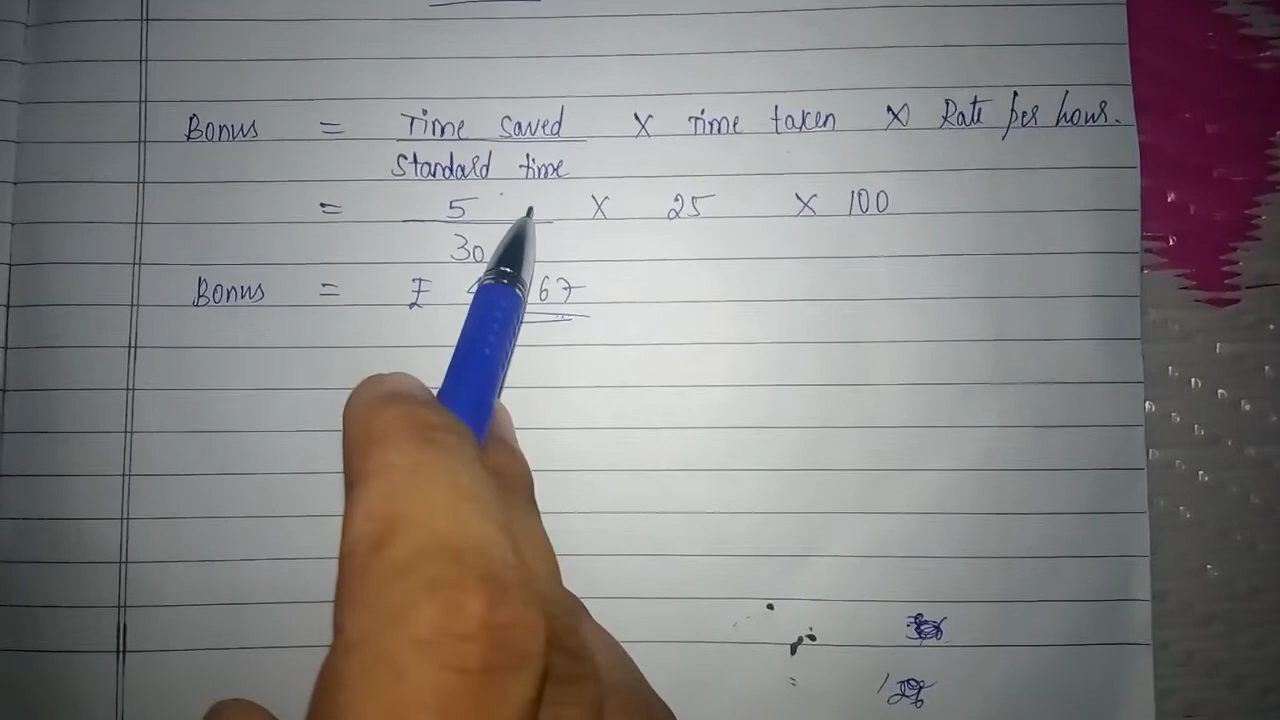 Bonus = Time saved X Time taken X Rate per hour.
Standard time
= 5 X 25 X 100
30
Bonus = ₹ 67